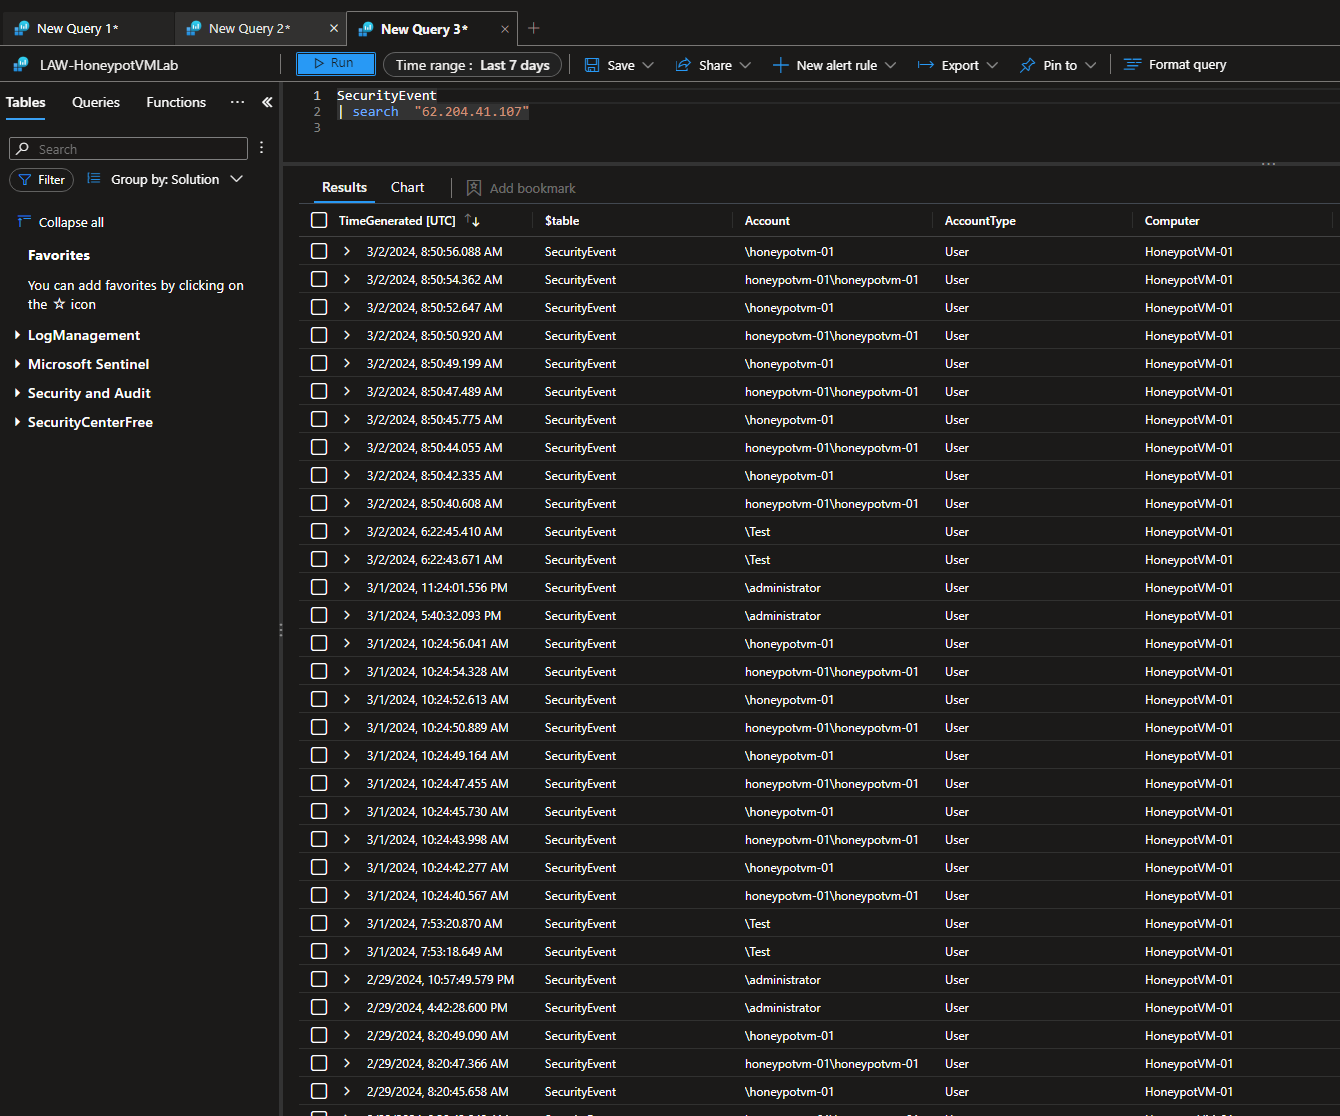 New Query 1*
New Query 2*
New Query 3*
LAW-HoneypotVMLab
Run
Time range : Last 7 days
Save
Share
New alert rule
Export
Pin to
Format query
Tables Queries Functions
Search
Filter
Group by: Solution
Collapse all
Favorites
You can add favorites by clicking on
the ☆ icon
LogManagement
Microsoft Sentinel
Security and Audit
SecurityCenterFree
1 SecurityEvent
2 | search "62.204.41.107"
3
Results Chart Add bookmark
TimeGenerated [UTC] $table Account AccountType Computer
3/2/2024, 8:50:56.088 AM SecurityEvent \honeypotvm-01 User HoneypotVM-01
3/2/2024, 8:50:54.362 AM SecurityEvent honeypotvm-01\honeypotvm-01 User HoneypotVM-01
3/2/2024, 8:50:52.647 AM SecurityEvent \honeypotvm-01 User HoneypotVM-01
3/2/2024, 8:50:50.920 AM SecurityEvent honeypotvm-01\honeypotvm-01 User HoneypotVM-01
3/2/2024, 8:50:49.199 AM SecurityEvent \honeypotvm-01 User HoneypotVM-01
3/2/2024, 8:50:47.489 AM SecurityEvent honeypotvm-01\honeypotvm-01 User HoneypotVM-01
3/2/2024, 8:50:45.775 AM SecurityEvent \honeypotvm-01 User HoneypotVM-01
3/2/2024, 8:50:44.055 AM SecurityEvent honeypotvm-01\honeypotvm-01 User HoneypotVM-01
3/2/2024, 8:50:42.335 AM SecurityEvent \honeypotvm-01 User HoneypotVM-01
3/2/2024, 8:50:40.608 AM SecurityEvent honeypotvm-01\honeypotvm-01 User HoneypotVM-01
3/2/2024, 6:22:45.410 AM SecurityEvent \Test User HoneypotVM-01
3/2/2024, 6:22:43.671 AM SecurityEvent \Test User HoneypotVM-01
3/1/2024, 11:24:01.556 PM SecurityEvent \administrator User HoneypotVM-01
3/1/2024, 5:40:32.093 PM SecurityEvent \administrator User HoneypotVM-01
3/1/2024, 10:24:56.041 AM SecurityEvent \honeypotvm-01 User HoneypotVM-01
3/1/2024, 10:24:54.328 AM SecurityEvent honeypotvm-01\honeypotvm-01 User HoneypotVM-01
3/1/2024, 10:24:52.613 AM SecurityEvent \honeypotvm-01 User HoneypotVM-01
3/1/2024, 10:24:50.889 AM SecurityEvent honeypotvm-01\honeypotvm-01 User HoneypotVM-01
3/1/2024, 10:24:49.164 AM SecurityEvent \honeypotvm-01 User HoneypotVM-01
3/1/2024, 10:24:47.455 AM SecurityEvent honeypotvm-01\honeypotvm-01 User HoneypotVM-01
3/1/2024, 10:24:45.730 AM SecurityEvent \honeypotvm-01 User HoneypotVM-01
3/1/2024, 10:24:43.998 AM SecurityEvent honeypotvm-01\honeypotvm-01 User HoneypotVM-01
3/1/2024, 10:24:42.277 AM SecurityEvent \honeypotvm-01 User HoneypotVM-01
3/1/2024, 10:24:40.567 AM SecurityEvent honeypotvm-01\honeypotvm-01 User HoneypotVM-01
3/1/2024, 7:53:20.870 AM SecurityEvent \Test User HoneypotVM-01
3/1/2024, 7:53:18.649 AM SecurityEvent \Test User HoneypotVM-01
2/29/2024, 10:57:49.579 PM SecurityEvent \administrator User HoneypotVM-01
2/29/2024, 4:42:28.600 PM SecurityEvent \administrator User HoneypotVM-01
2/29/2024, 8:20:49.090 AM SecurityEvent \honeypotvm-01 User HoneypotVM-01
2/29/2024, 8:20:47.366 AM SecurityEvent honeypotvm-01\honeypotvm-01 User HoneypotVM-01
2/29/2024, 8:20:45.658 AM SecurityEvent \honeypotvm-01 User HoneypotVM-01